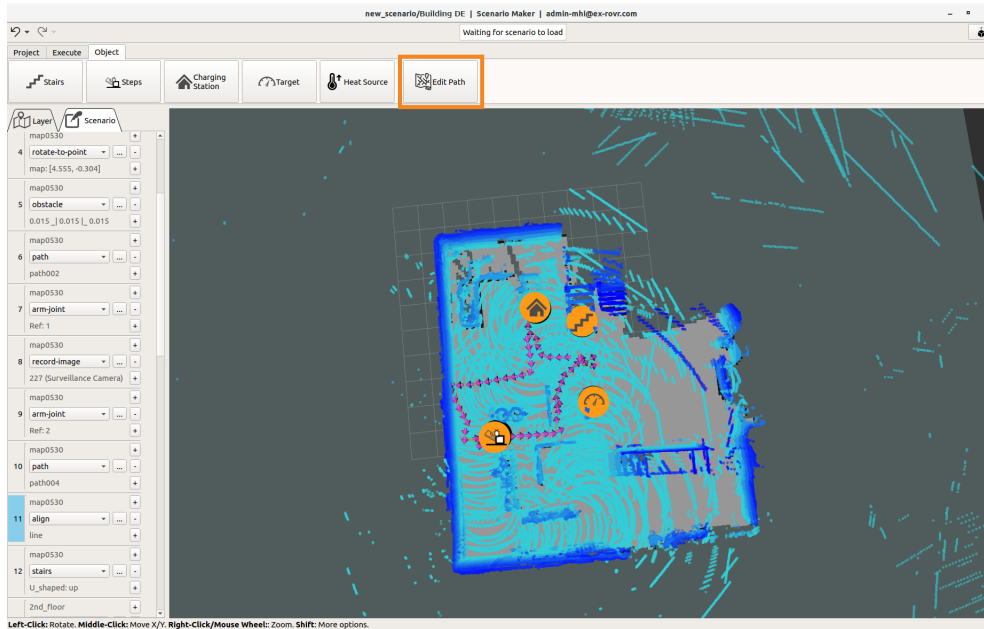 new_scenario/Building DE | Scenario Maker | admin-mhi@ex-rovr.com
Waiting for scenario to load
Project Execute Object
Stairs Steps Charging Station Target Heat Source Edit Path
Layer Scenario
map0530 +
4 rotate-to-point ... -
map: [4.555, -0.304] +
map0530 +
5 obstacle ... -
0.015 _| 0.015 |_ 0.015 +
map0530 +
6 path ... -
path002 +
map0530 +
7 arm-joint ... -
Ref: 1 +
map0530 +
8 record-image ... -
227 (Surveillance Camera) +
map0530 +
9 arm-joint ... -
Ref: 2 +
map0530 +
10 path ... -
path004 +
map0530 +
11 align ... -
line +
map0530 +
12 stairs ... -
U_shaped: up +
2nd_floor +
Left-Click: Rotate. Middle-Click: Move X/Y. Right-Click/Mouse Wheel:: Zoom. Shift: More options.